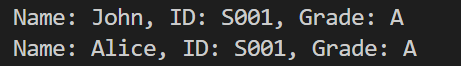 Name: John, ID: S001, Grade: A
Name: Alice, ID: S001, Grade: A